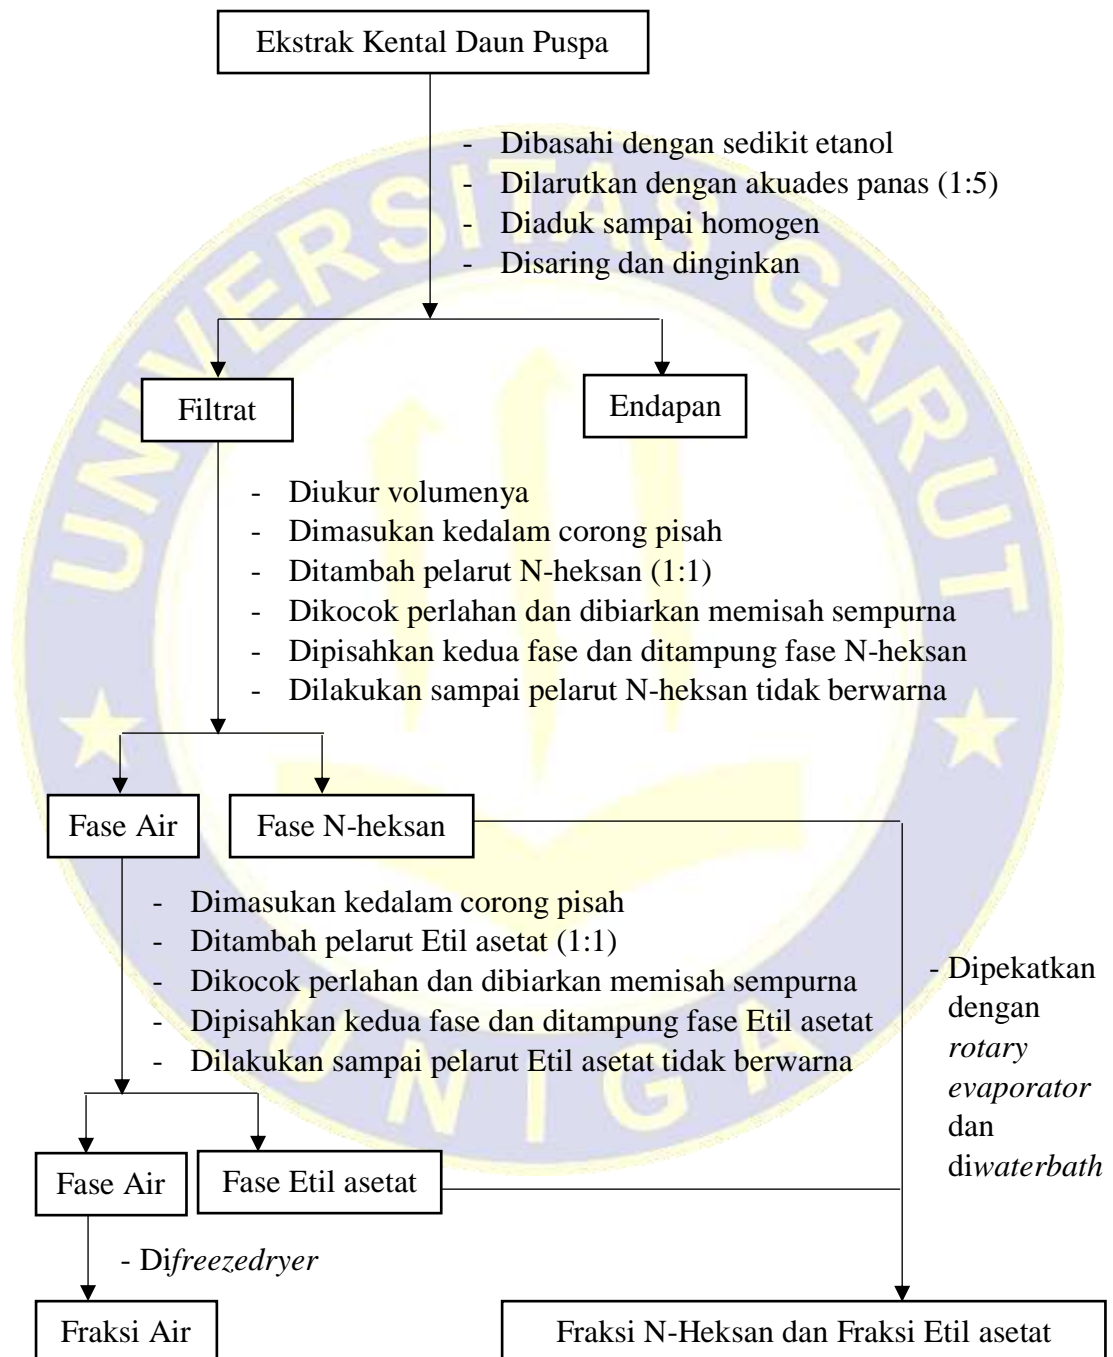 Ekstrak Kental Daun Puspa
- Dibasahi dengan sedikit etanol
- Dilarutkan dengan akuades panas (1:5)
- Diaduk sampai homogen
- Disaring dan dinginkan
UNIVERSITAS GARUT
Filtrat
Endapan
- Diukur volumenya
- Dimasukan kedalam corong pisah
- Ditambah pelarut N-heksan (1:1)
- Dikocok perlahan dan dibiarkan memisah sempurna
- Dipisahkan kedua fase dan ditampung fase N-heksan
- Dilakukan sampai pelarut N-heksan tidak berwarna
Fase Air
Fase N-heksan
- Dimasukan kedalam corong pisah
- Ditambah pelarut Etil asetat (1:1)
- Dikocok perlahan dan dibiarkan memisah sempurna
- Dipisahkan kedua fase dan ditampung fase Etil asetat
- Dilakukan sampai pelarut Etil asetat tidak berwarna
- Dipekatkan
dengan
rotary
evaporator
dan
diwaterbath
UNIGA
Fase Air
Fase Etil asetat
- Difreezedryer
Fraksi Air
Fraksi N-Heksan dan Fraksi Etil asetat